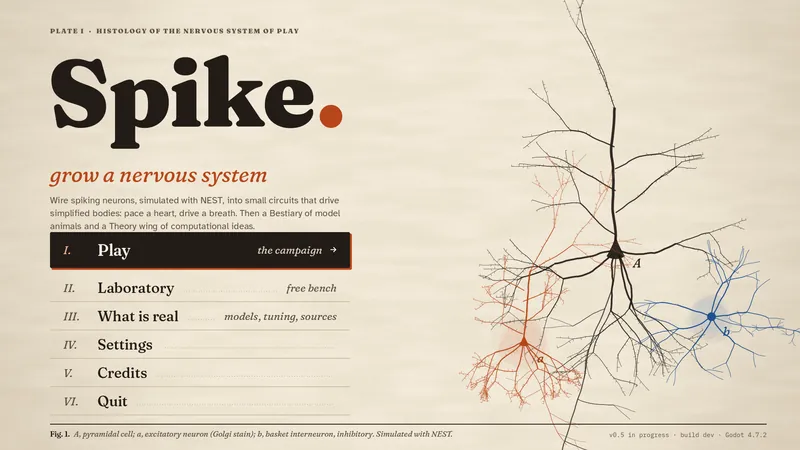 PLATE I · HISTOLOGY OF THE NERVOUS SYSTEM OF PLAY
Spike.
grow a nervous system
Wire spiking neurons, simulated with NEST, into small circuits that drive
simplified bodies: pace a heart, drive a breath. Then a Bestiary of model
animals and a Theory wing of computational ideas.
I. Play the campaign →
II. Laboratory free bench
III. What is real models, tuning, sources
IV. Settings
V. Credits
VI. Quit
A
b
a
Fig. 1. A, pyramidal cell; a, excitatory neuron (Golgi stain); b, basket interneuron, inhibitory. Simulated with NEST.
v0.5 in progress · build dev · Godot 4.7.2